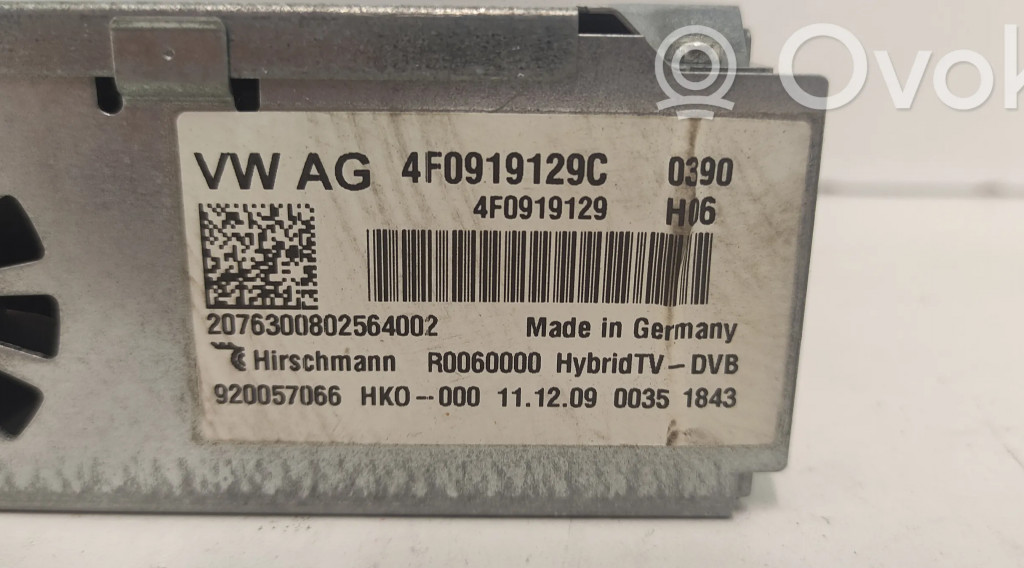 Ovok
VW AG 4F0919129C 0390
4F0919129 H06
2076300802564002 Made in Germany
Hirschmann R0060000 HybridTV-DVB
920057066 HKO--000 11.12.09 0035 1843